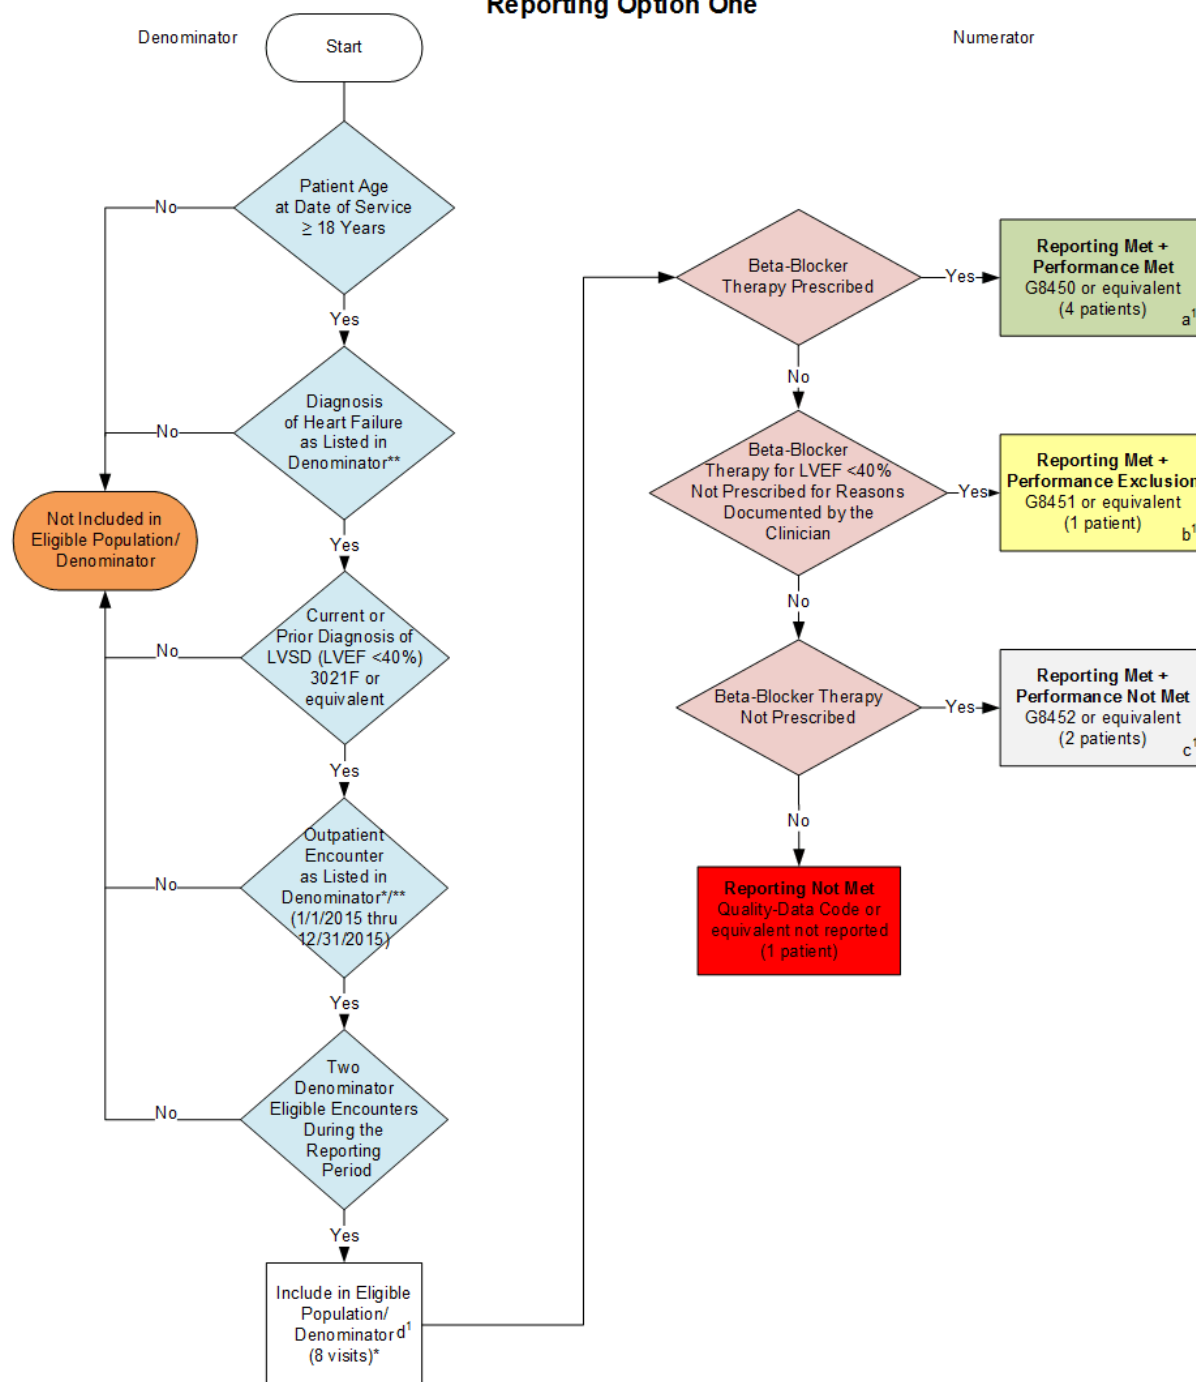 Reporting Option One
Denominator
Numerator
Start
Patient Age
at Date of Service
≥ 18 Years
No
Yes
Diagnosis
of Heart Failure
as Listed in
Denominator**
No
Yes
Not Included in
Eligible Population/
Denominator
Current or
Prior Diagnosis of
LVSD (LVEF <40%)
3021F or
equivalent
No
Yes
Outpatient
Encounter
as Listed in
Denominator*/**
(1/1/2015 thru
12/31/2015)
No
Yes
Two
Denominator
Eligible Encounters
During the
Reporting
Period
No
Yes
Include in Eligible
Population/
Denominator d¹
(8 visits)*
Beta-Blocker
Therapy Prescribed
Yes
Reporting Met +
Performance Met
G8450 or equivalent
(4 patients)
a¹
No
Beta-Blocker
Therapy for LVEF <40%
Not Prescribed for Reasons
Documented by the
Clinician
Yes
Reporting Met +
Performance Exclusion
G8451 or equivalent
(1 patient)
b¹
No
Beta-Blocker Therapy
Not Prescribed
Yes
Reporting Met +
Performance Not Met
G8452 or equivalent
(2 patients)
c¹
No
Reporting Not Met
Quality-Data Code or
equivalent not reported
(1 patient)